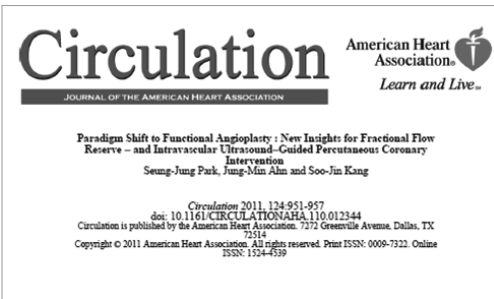 Circulation
JOURNAL OF THE AMERICAN HEART ASSOCIATION
American Heart
Association®
Learn and Live℠
Paradigm Shift to Functional Angioplasty : New Insights for Fractional Flow
Reserve – and Intravascular Ultrasound–Guided Percutaneous Coronary
Intervention
Seung-Jung Park, Jung-Min Ahn and Soo-Jin Kang
Circulation 2011, 124:951-957
doi: 10.1161/CIRCULATIONAHA.110.012344
Circulation is published by the American Heart Association. 7272 Greenville Avenue, Dallas, TX
72514
Copyright © 2011 American Heart Association. All rights reserved. Print ISSN: 0009-7322. Online
ISSN: 1524-4539